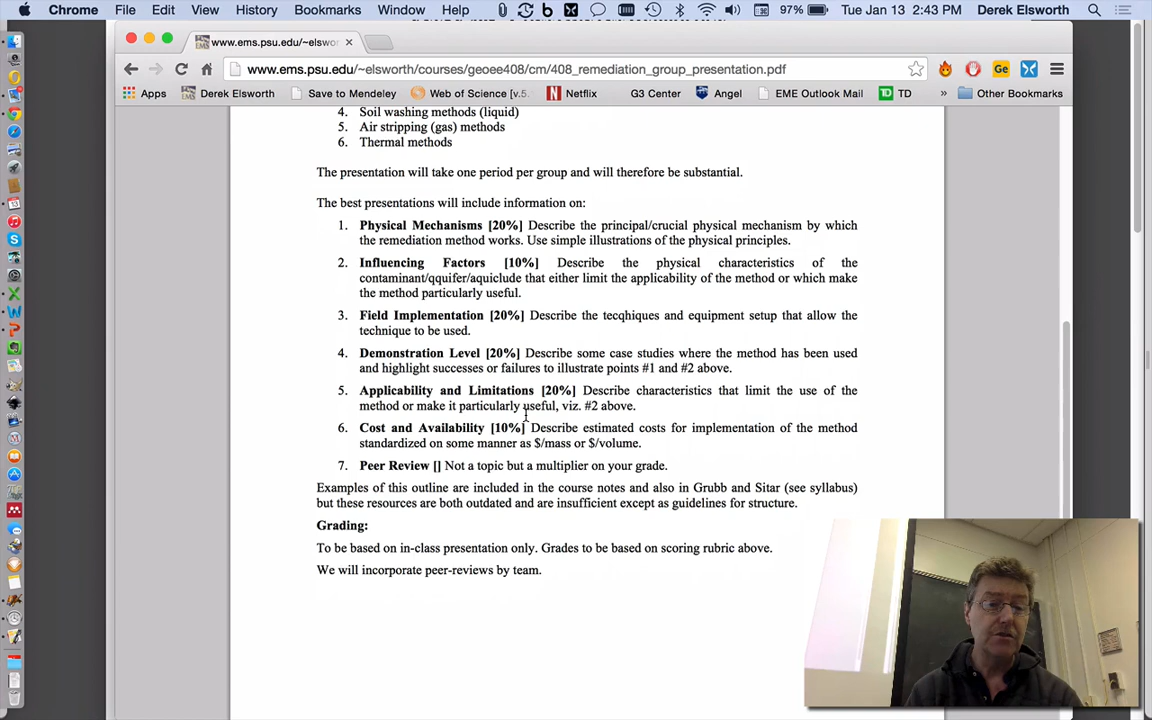 Chrome File Edit View History Bookmarks Window Help 97% Tue Jan 13 2:43 PM Derek Elsworth
www.ems.psu.edu/~elswo
www.ems.psu.edu/~elsworth/courses/geoee408/cm/408_remediation_group_presentation.pdf
Apps Derek Elsworth Save to Mendeley Web of Science [v.5. Netflix G3 Center Angel EME Outlook Mail TD » Other Bookmarks
4. Soil washing methods (liquid)
5. Air stripping (gas) methods
6. Thermal methods
The presentation will take one period per group and will therefore be substantial.
The best presentations will include information on:
1. Physical Mechanisms [20%] Describe the principal/crucial physical mechanism by which
the remediation method works. Use simple illustrations of the physical principles.
2. Influencing Factors [10%] Describe the physical characteristics of the
contaminant/qquifer/aquiclude that either limit the applicability of the method or which make
the method particularly useful.
3. Field Implementation [20%] Describe the tecqhiques and equipment setup that allow the
technique to be used.
4. Demonstration Level [20%] Describe some case studies where the method has been used
and highlight successes or failures to illustrate points #1 and #2 above.
5. Applicability and Limitations [20%] Describe characteristics that limit the use of the
method or make it particularly useful, viz. #2 above.
6. Cost and Availability [10%] Describe estimated costs for implementation of the method
standardized on some manner as $/mass or $/volume.
7. Peer Review [] Not a topic but a multiplier on your grade.
Examples of this outline are included in the course notes and also in Grubb and Sitar (see syllabus)
but these resources are both outdated and are insufficient except as guidelines for structure.
Grading:
To be based on in-class presentation only. Grades to be based on scoring rubric above.
We will incorporate peer-reviews by team.